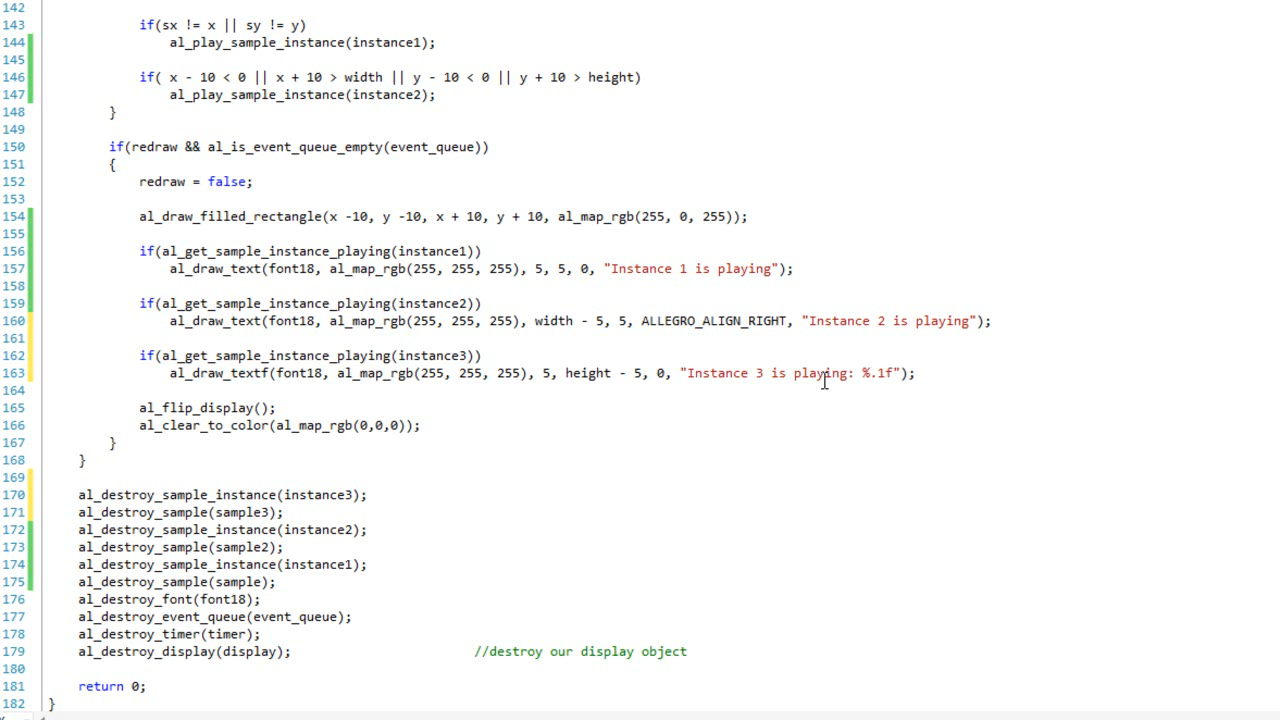 142
143 if(sx != x || sy != y)
144 al_play_sample_instance(instance1);
145
146 if( x - 10 < 0 || x + 10 > width || y - 10 < 0 || y + 10 > height)
147 al_play_sample_instance(instance2);
148 }
149
150 if(redraw && al_is_event_queue_empty(event_queue))
151 {
152 redraw = false;
153
154 al_draw_filled_rectangle(x -10, y -10, x + 10, y + 10, al_map_rgb(255, 0, 255));
155
156 if(al_get_sample_instance_playing(instance1))
157 al_draw_text(font18, al_map_rgb(255, 255, 255), 5, 5, 0, "Instance 1 is playing");
158
159 if(al_get_sample_instance_playing(instance2))
160 al_draw_text(font18, al_map_rgb(255, 255, 255), width - 5, 5, ALLEGRO_ALIGN_RIGHT, "Instance 2 is playing");
161
162 if(al_get_sample_instance_playing(instance3))
163 al_draw_textf(font18, al_map_rgb(255, 255, 255), 5, height - 5, 0, "Instance 3 is playing: %.1f");
164
165 al_flip_display();
166 al_clear_to_color(al_map_rgb(0,0,0));
167 }
168 }
169
170 al_destroy_sample_instance(instance3);
171 al_destroy_sample(sample3);
172 al_destroy_sample_instance(instance2);
173 al_destroy_sample(sample2);
174 al_destroy_sample_instance(instance1);
175 al_destroy_sample(sample);
176 al_destroy_font(font18);
177 al_destroy_event_queue(event_queue);
178 al_destroy_timer(timer);
179 al_destroy_display(display); //destroy our display object
180
181 return 0;
182 }